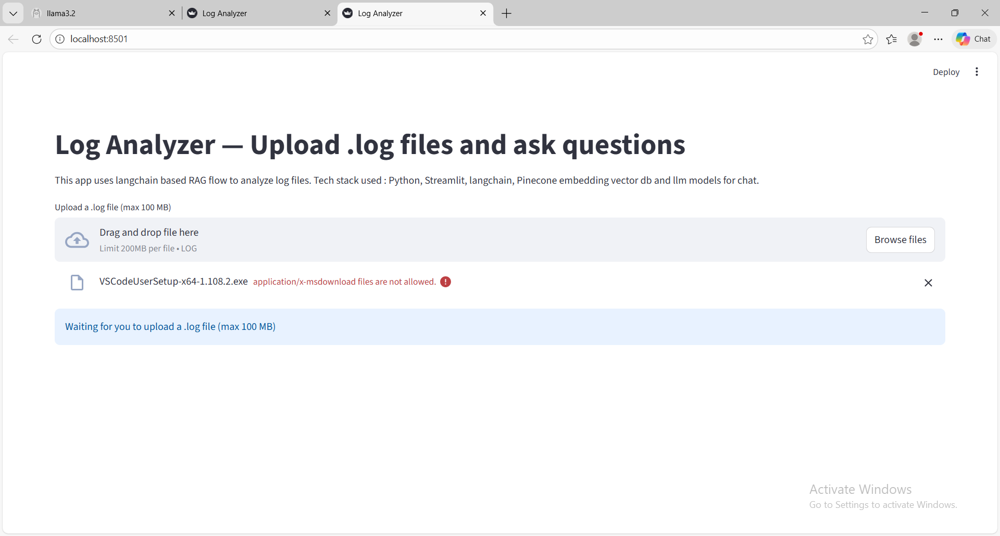 llama3.2
Log Analyzer
Log Analyzer
localhost:8501
Chat
Deploy
Log Analyzer — Upload .log files and ask questions
This app uses langchain based RAG flow to analyze log files. Tech stack used : Python, Streamlit, langchain, Pinecone embedding vector db and llm models for chat.
Upload a .log file (max 100 MB)
Drag and drop file here
Limit 200MB per file • LOG
Browse files
VSCodeUserSetup-x64-1.108.2.exe application/x-msdownload files are not allowed.
Waiting for you to upload a .log file (max 100 MB)
Activate Windows
Go to Settings to activate Windows.